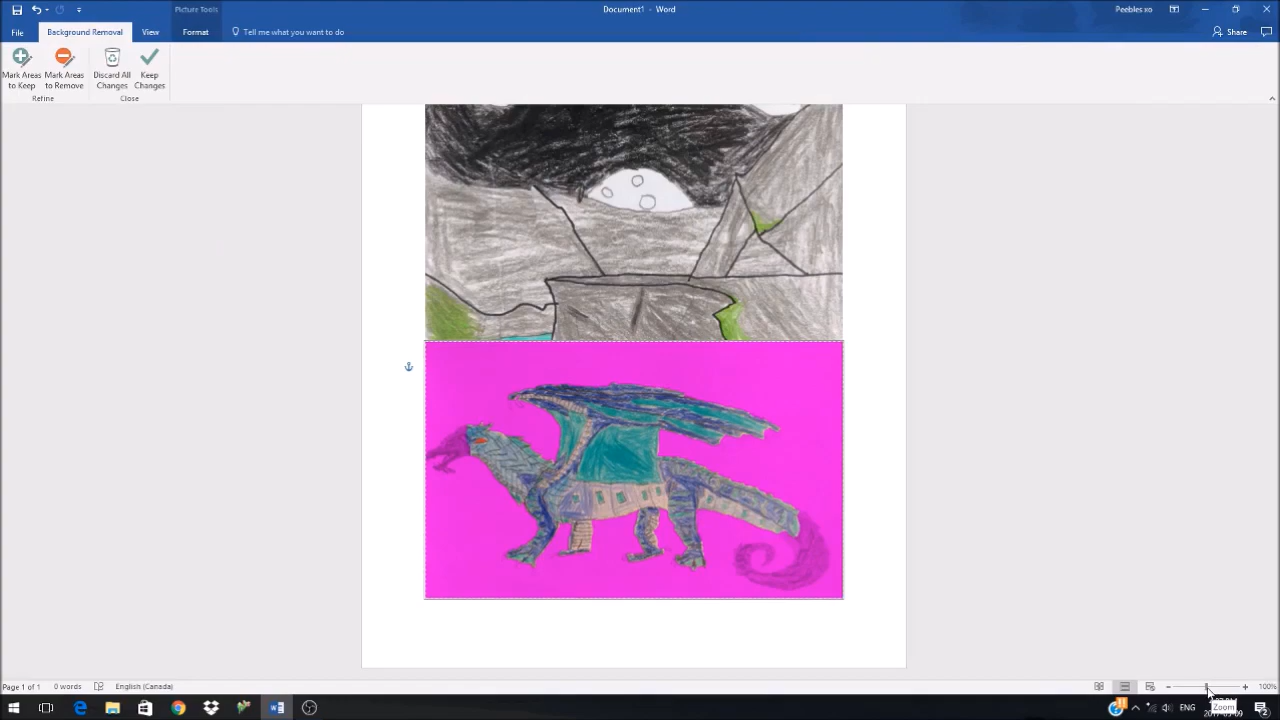 Picture Tools
Document1 - Word
Peebles xo
File
Background Removal
View
Format
Tell me what you want to do
Share
Mark Areas to Keep
Mark Areas to Remove
Discard All Changes
Keep Changes
Refine
Close
Page 1 of 1
0 words
English (Canada)
100%
ENG
Zoom